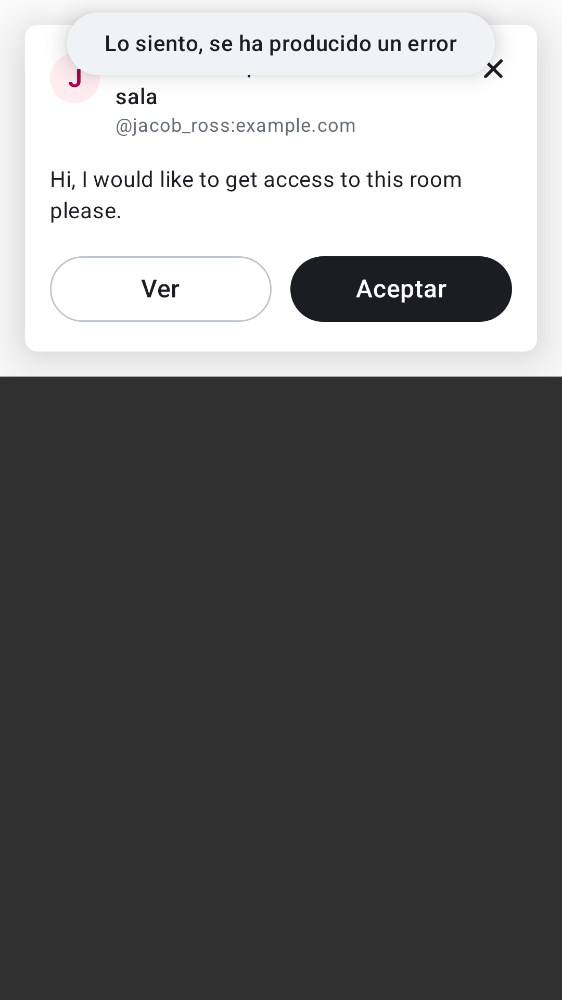 Lo siento, se ha producido un error
J
sala
@jacob_ross:example.com
Hi, I would like to get access to this room
please.
Ver
Aceptar